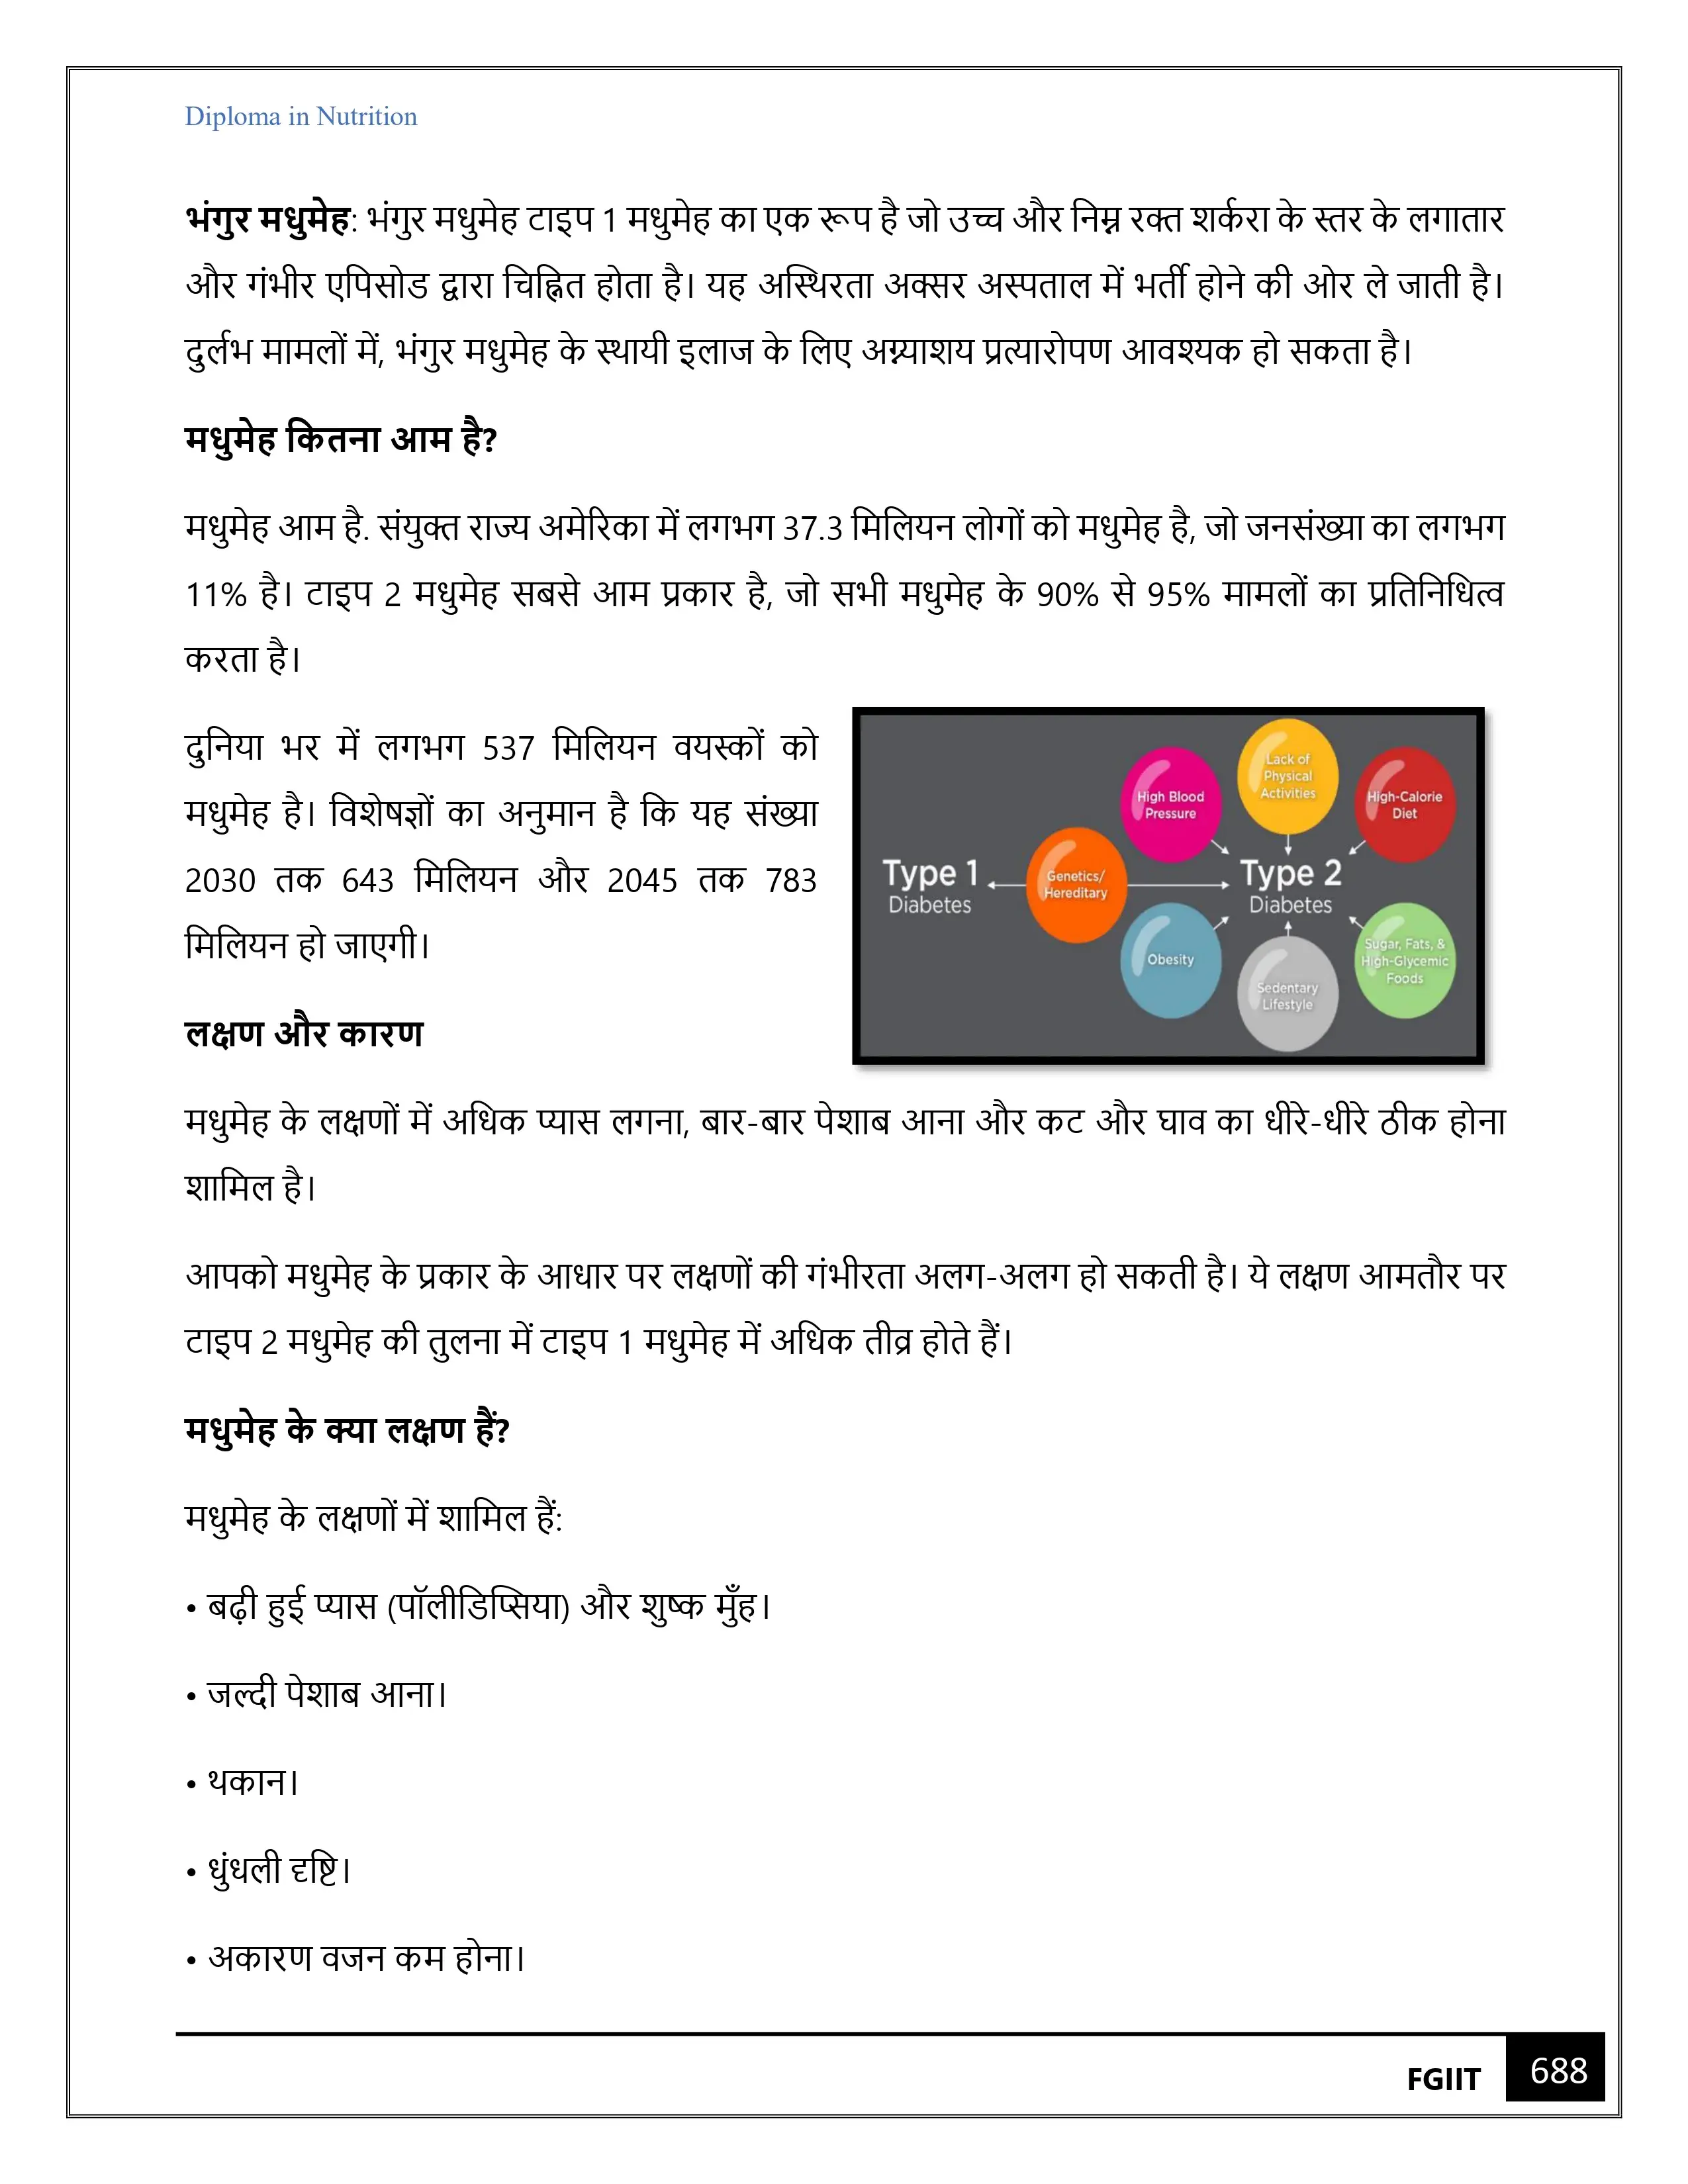 Diploma in Nutrition
भंगुर मधुमेह: भंगुर मधुमेह टाइप 1 मधुमेह का एक रूप है जो उच्च और निम्न रक्त शर्करा के स्तर के लगातार
और गंभीर एपिसोड द्वारा चिह्नित होता है। यह अस्थिरता अक्सर अस्पताल में भर्ती होने की ओर ले जाती है।
दुर्लभ मामलों में, भंगुर मधुमेह के स्थायी इलाज के लिए अग्न्याशय प्रत्यारोपण आवश्यक हो सकता है।
मधुमेह कितना आम है?
मधुमेह आम है. संयुक्त राज्य अमेरिका में लगभग 37.3 मिलियन लोगों को मधुमेह है, जो जनसंख्या का लगभग
11% है। टाइप 2 मधुमेह सबसे आम प्रकार है, जो सभी मधुमेह के 90% से 95% मामलों का प्रतिनिधित्व
करता है।
दुनिया भर में लगभग 537 मिलियन वयस्कों को
मधुमेह है। विशेषज्ञों का अनुमान है कि यह संख्या
2030 तक 643 मिलियन और 2045 तक 783
मिलियन हो जाएगी।
Lack of
Physical
Activities
High Blood
Pressure
High-Calorie
Diet
Type 1
Diabetes
Genetics/
Hereditary
Type 2
Diabetes
Obesity
Sedentary
Lifestyle
Sugar, Fats, &
High-Glycemic
Foods
लक्षण और कारण
मधुमेह के लक्षणों में अधिक प्यास लगना, बार-बार पेशाब आना और कट और घाव का धीरे-धीरे ठीक होना
शामिल है।
आपको मधुमेह के प्रकार के आधार पर लक्षणों की गंभीरता अलग-अलग हो सकती है। ये लक्षण आमतौर पर
टाइप 2 मधुमेह की तुलना में टाइप 1 मधुमेह में अधिक तीव्र होते हैं।
मधुमेह के क्या लक्षण हैं?
मधुमेह के लक्षणों में शामिल हैं:
• बढ़ी हुई प्यास (पॉलीडिप्सिया) और शुष्क मुँह।
• जल्दी पेशाब आना।
• थकान।
• धुंधली दृष्टि।
• अकारण वजन कम होना।
FGIIT 688